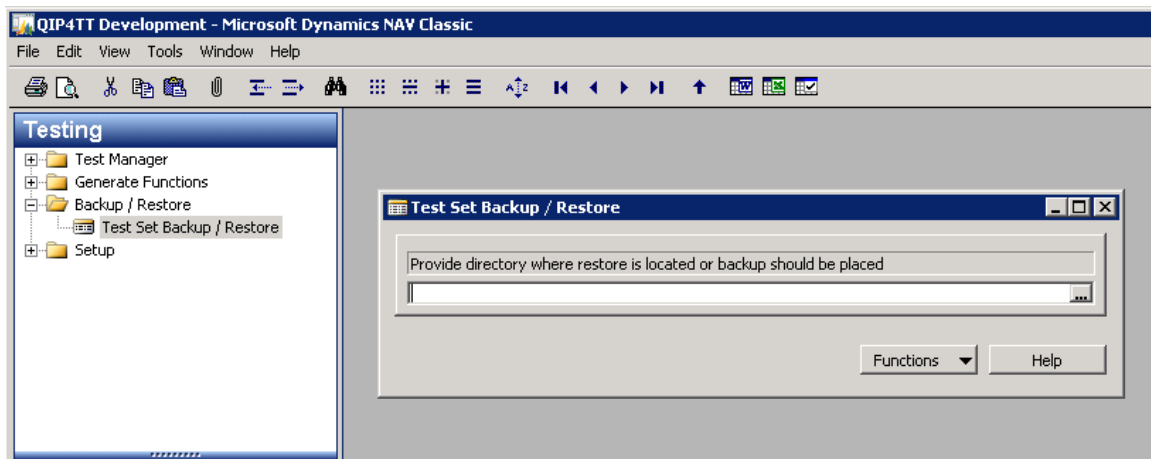 QIP4TT Development - Microsoft Dynamics NAV Classic
File Edit View Tools Window Help
Testing
Test Manager
Generate Functions
Backup / Restore
Test Set Backup / Restore
Setup
Test Set Backup / Restore
Provide directory where restore is located or backup should be placed
...
Functions Help